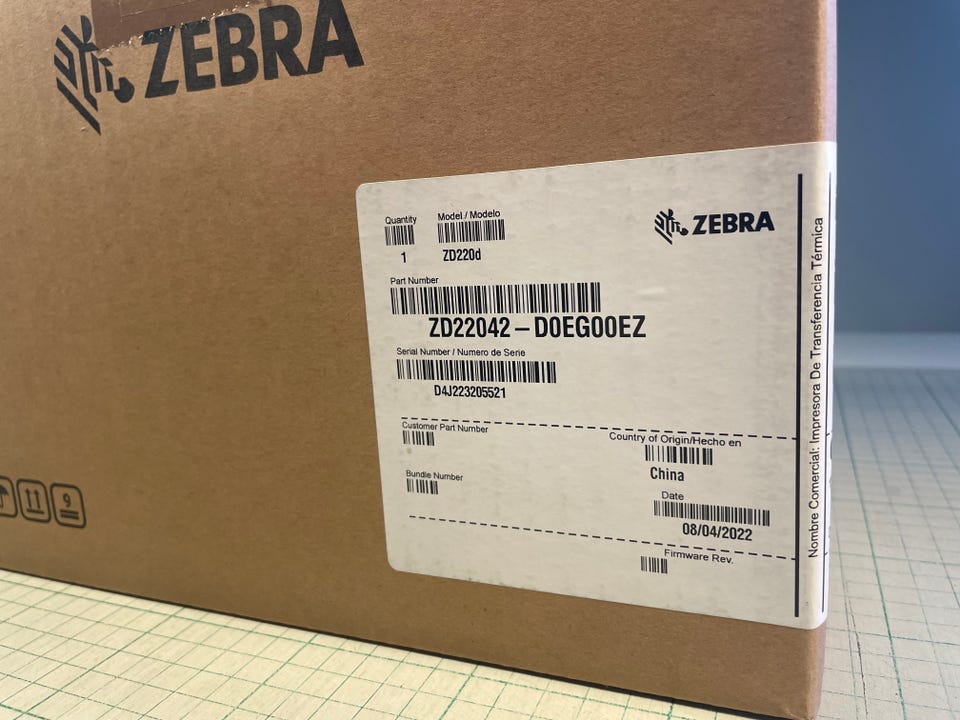 ZEBRA
ZEBRA
Quantity
Model / Modelo
1
ZD220d
Part Number
ZD22042 – D0EG00EZ
Serial Number / Numero de Serie
D4J223205521
Customer Part Number
Country of Origin/Hecho en
China
Bundle Number
Date
08/04/2022
Firmware Rev.
Nombre Comercial: Impresora De Transferencia Térmica
9